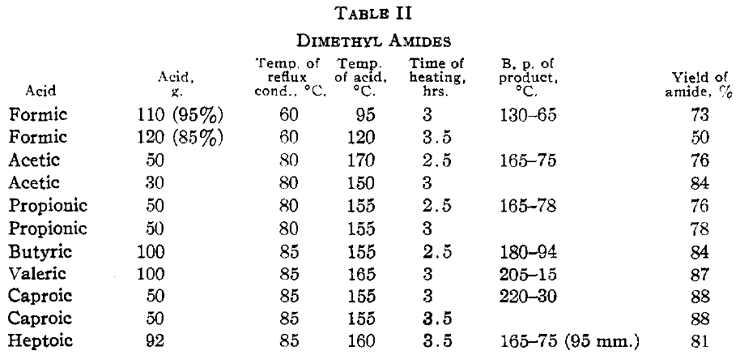 TABLE II
DIMETHYL AMIDES
Acid Acid, g. Temp. of reflux cond., °C. Temp. of acid, °C. Time of heating, hrs. B. p. of product, °C. Yield of amide, %
Formic 110 (95%) 60 95 3 130–65 73
Formic 120 (85%) 60 120 3.5 50
Acetic 50 80 170 2.5 165–75 76
Acetic 30 80 150 3 84
Propionic 50 80 155 2.5 165–78 76
Propionic 50 80 155 3 78
Butyric 100 85 155 2.5 180–94 84
Valeric 100 85 165 3 205–15 87
Caproic 50 85 155 3 220–30 88
Caproic 50 85 155 3.5 88
Heptoic 92 85 160 3.5 165–75 (95 mm.) 81